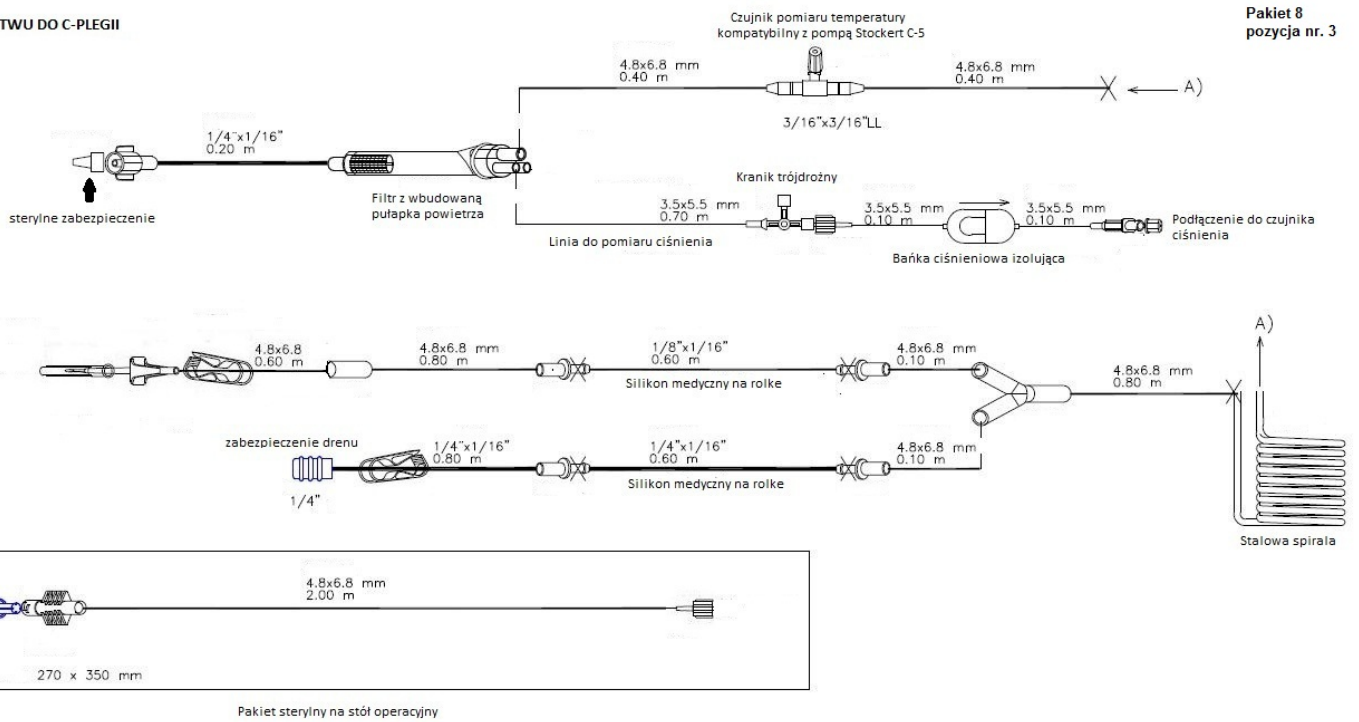 TWU DO C-PLEGII
Pakiet 8
pozycja nr. 3
Czujnik pomiaru temperatury
kompatybilny z pompą Stockert C-5
4.8x6.8 mm
0.40 m
4.8x6.8 mm
0.40 m
A)
3/16"x3/16"LL
1/4"x1/16"
0.20 m
sterylne zabezpieczenie
Filtr z wbudowaną
pułapka powietrza
Kranik trójdrożny
3.5x5.5 mm
0.70 m
3.5x5.5 mm
0.10 m
3.5x5.5 mm
0.10 m
Podłączenie do czujnika
ciśnienia
Linia do pomiaru ciśnienia
Bańka ciśnieniowa izolująca
A)
4.8x6.8
0.60 m
4.8x6.8 mm
0.80 m
1/8"x1/16"
0.60 m
Silikon medyczny na rolke
4.8x6.8 mm
0.10 m
4.8x6.8 mm
0.80 m
zabezpieczenie drenu
1/4"
1/4"x1/16"
0.80 m
1/4"x1/16"
0.60 m
Silikon medyczny na rolke
4.8x6.8 mm
0.10 m
Stalowa spirala
4.8x6.8 mm
2.00 m
270 x 350 mm
Pakiet sterylny na stół operacyjny